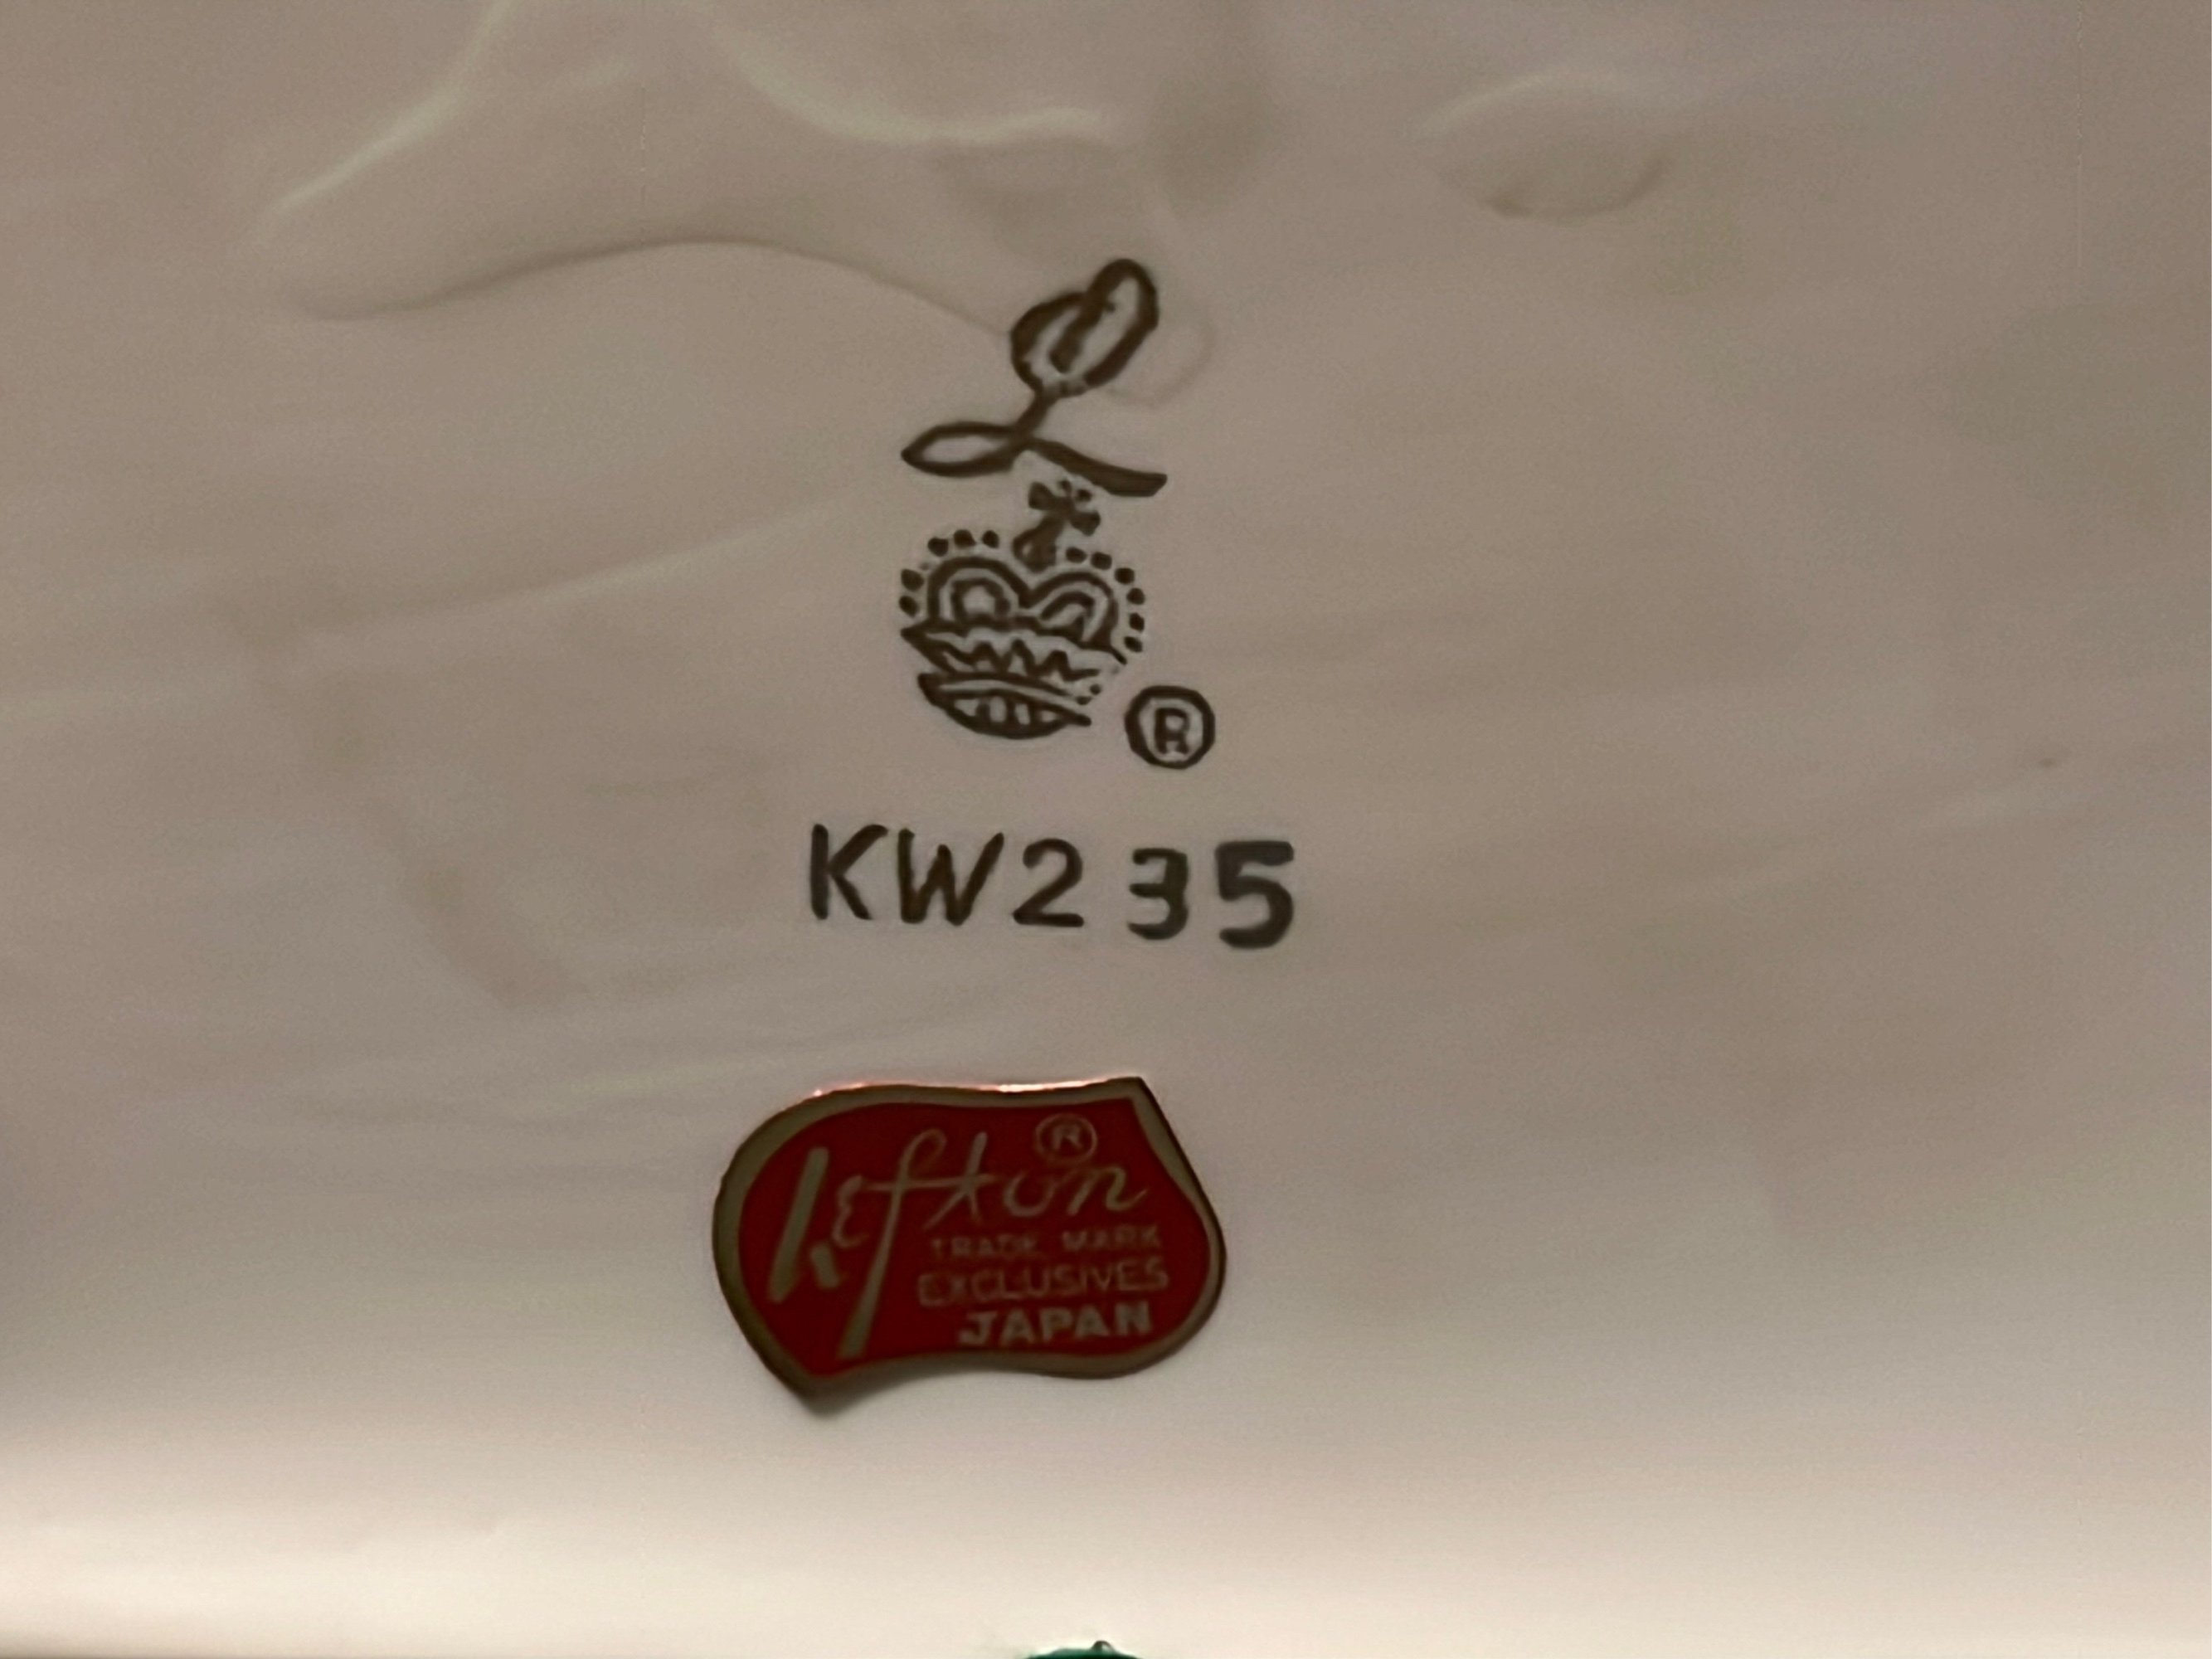 L
®
KW235
Lefton ®
TRADE MARK
EXCLUSIVES
JAPAN